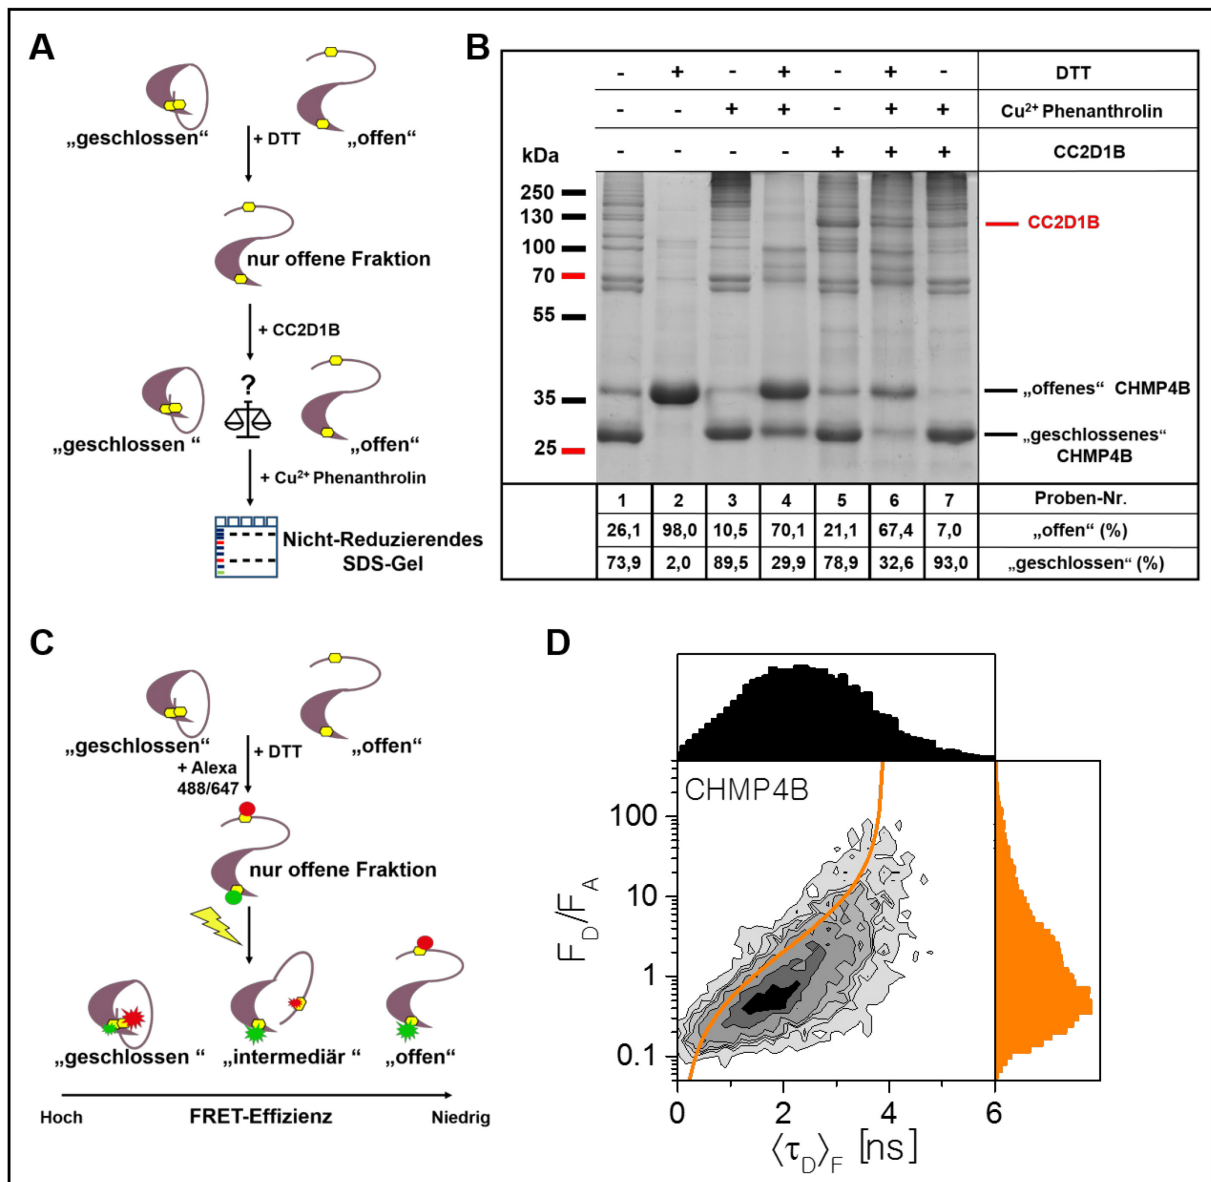 A
„geschlossen“
„offen“
+ DTT
nur offene Fraktion
+ CC2D1B
?
„geschlossen “
„offen“
+ Cu²⁺ Phenanthrolin
Nicht-Reduzierendes
SDS-Gel
B
- + - + - + - DTT
- - + + - + + Cu²⁺ Phenanthrolin
- - - - + + + CC2D1B
kDa
250
130
100
70
55
35
25
CC2D1B
„offenes“ CHMP4B
„geschlossenes“
CHMP4B
1 2 3 4 5 6 7 Proben-Nr.
26,1 98,0 10,5 70,1 21,1 67,4 7,0 „offen“ (%)
73,9 2,0 89,5 29,9 78,9 32,6 93,0 „geschlossen“ (%)
C
„geschlossen“
„offen“
+ DTT
+ Alexa
488/647
nur offene Fraktion
„geschlossen “
„intermediär “
„offen“
Hoch
FRET-Effizienz
Niedrig
D
CHMP4B
100
10
1
0.1
F_D/F_A
0 2 4 6
⟨τ_D⟩_F [ns]